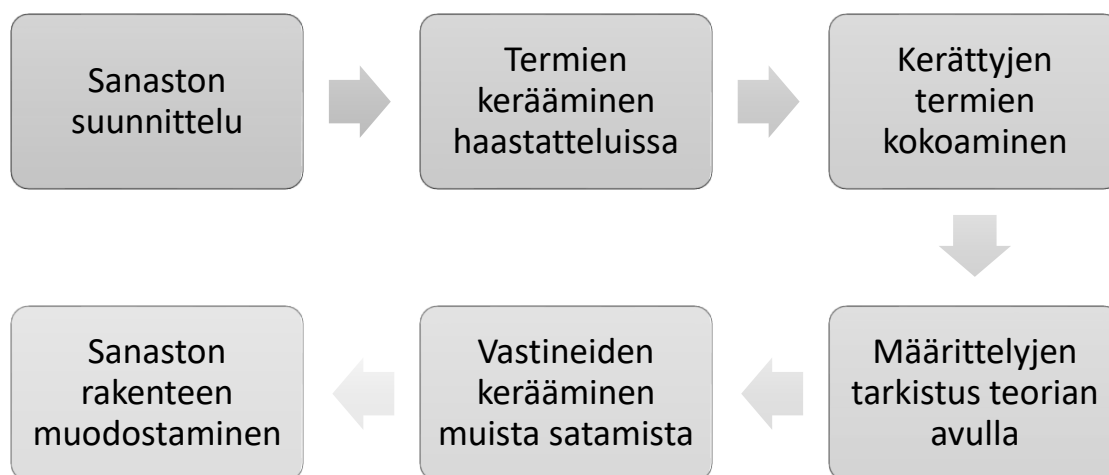 Sanaston
suunnittelu
Termien
kerääminen
haastatteluissa
Kerättyjen
termien
kokoaminen
Määrittelyjen
tarkistus teorian
avulla
Vastineiden
kerääminen
muista satamista
Sanaston
rakenteen
muodostaminen